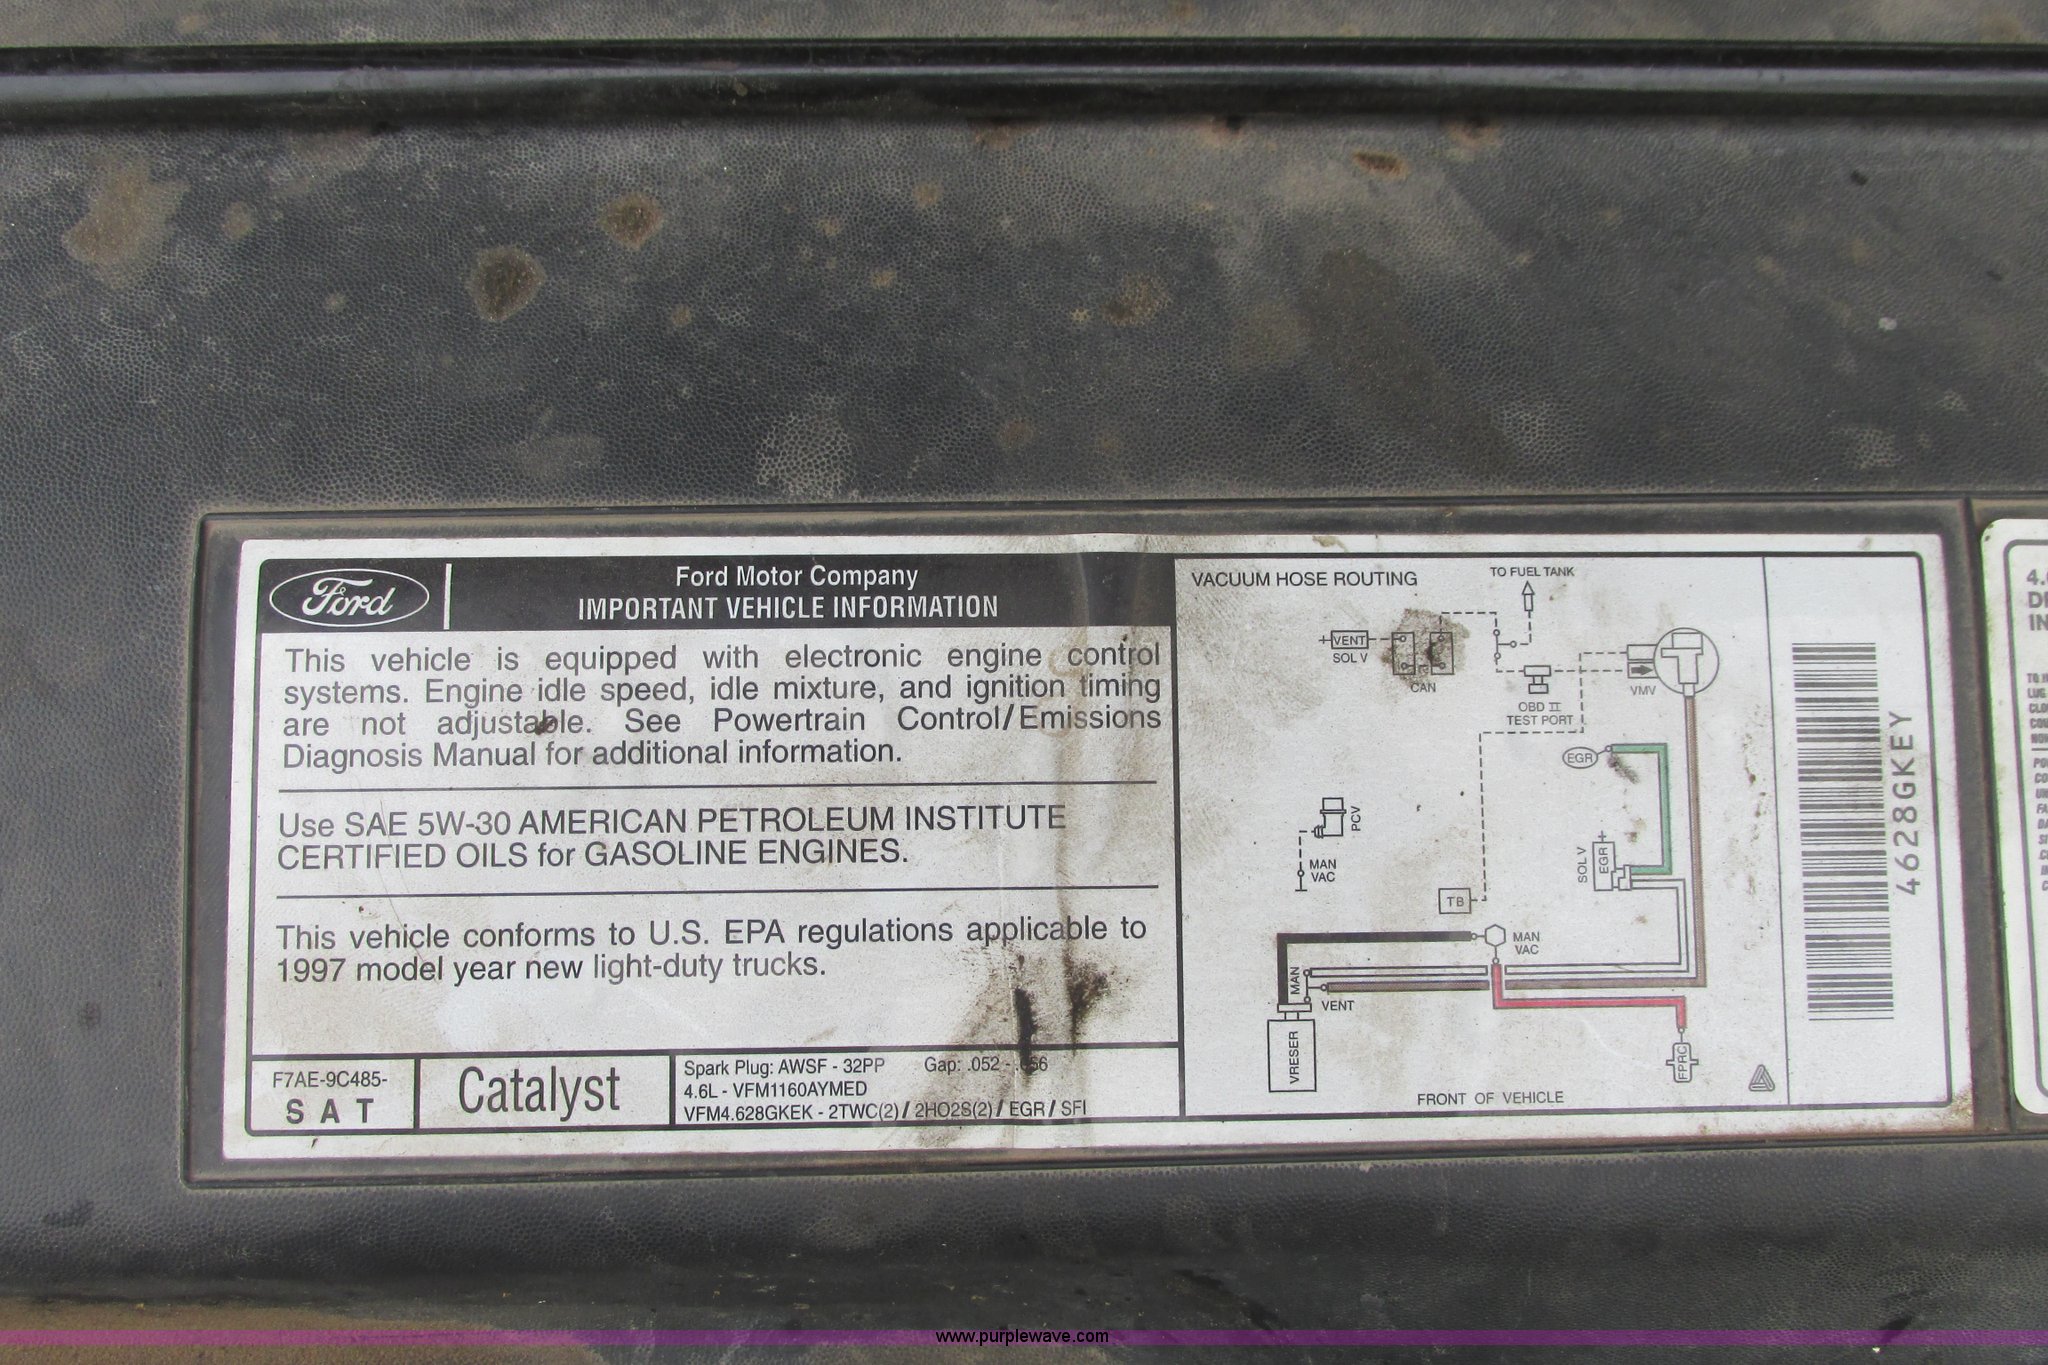 Ford
Ford Motor Company
IMPORTANT VEHICLE INFORMATION
This vehicle is equipped with electronic engine control
systems. Engine idle speed, idle mixture, and ignition timing
are not adjustable. See Powertrain Control/Emissions
Diagnosis Manual for additional information.
Use SAE 5W-30 AMERICAN PETROLEUM INSTITUTE
CERTIFIED OILS for GASOLINE ENGINES.
This vehicle conforms to U.S. EPA regulations applicable to
1997 model year new light-duty trucks.
F7AE-9C485-
S A T
Catalyst
Spark Plug: AWSF - 32PP Gap: .052 -
4.6L - VFM1160AYMED
VFM4.628GKEK - 2TWC(2) / 2HO2S(2) / EGR / SFI
VACUUM HOSE ROUTING
TO FUEL TANK
VENT
SOL V
CAN
OBD II
TEST PORT
VMV
EGR
PCV
MAN
VAC
SOL V
EGR
TB
MAN
VAC
MAN
VENT
VRESER
FPRC
FRONT OF VEHICLE
4628GKEY
www.purplewave.com